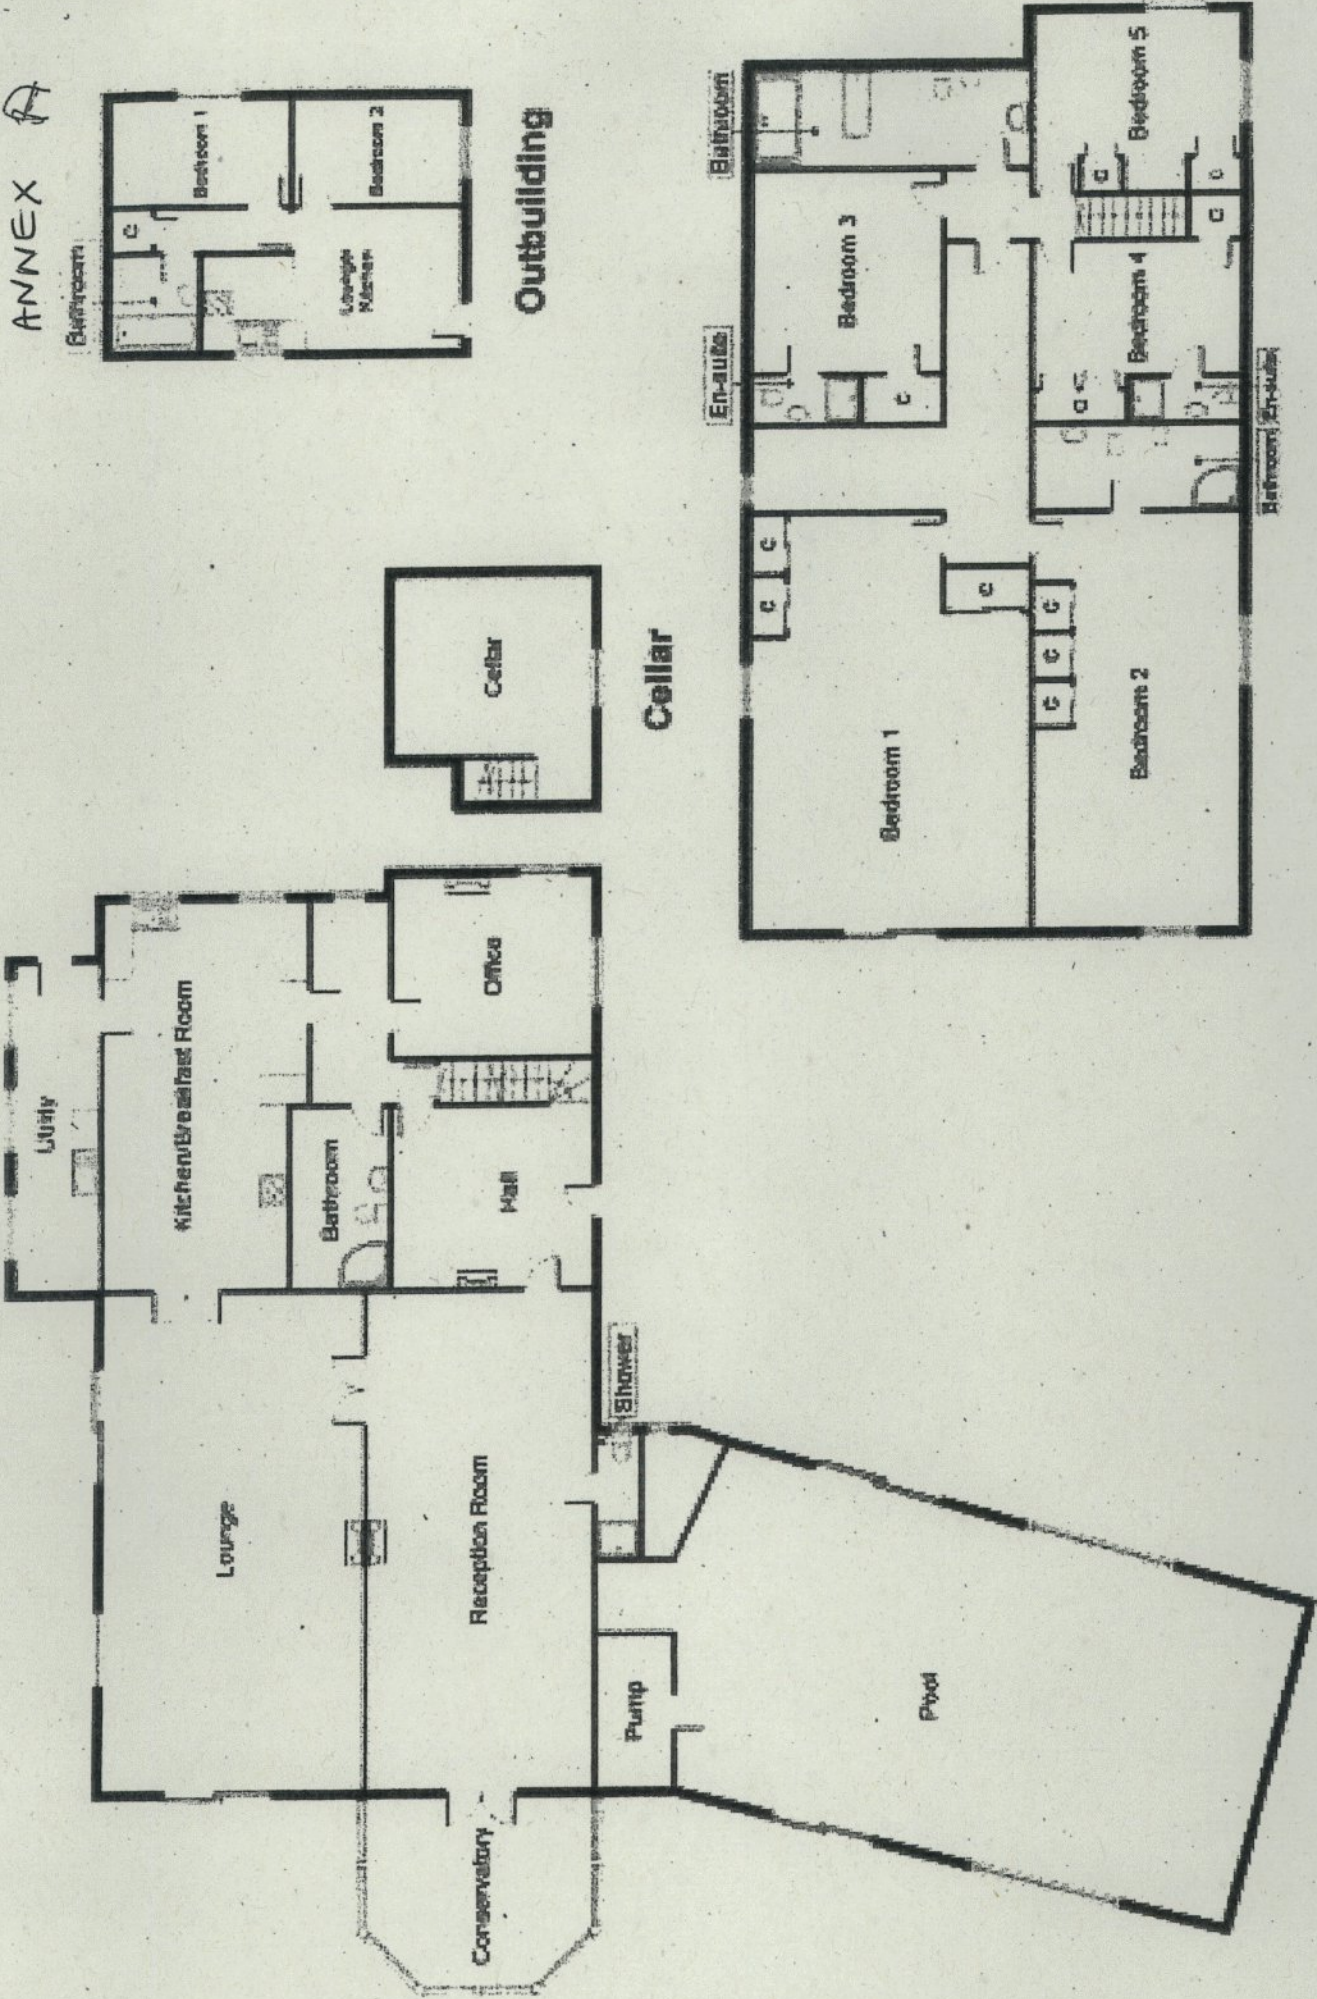 ANNEX A
Utility
Kitchen/Breakfast Room
Lounge
Bathroom
Hall
Office
Reception Room
Conservatory
Shower
Pump
Pool
Cellar
Cellar
Bathroom
C
Bedroom 1
Lounge
Kitchen
Bedroom 2
Outbuilding
En-suite
Bathroom
C
C
Bedroom 3
Bedroom 1
C
C
C
C
C
Bedroom 2
C
Bedroom 4
C
C
C
Bedroom 5
C
Bathroom
En-suite